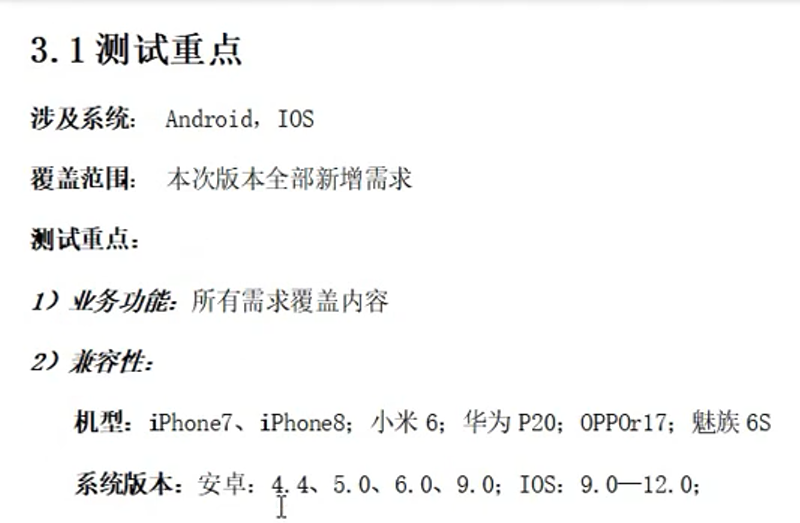 3.1 测试重点
涉及系统： Android，IOS
覆盖范围： 本次版本全部新增需求
测试重点：
1）业务功能：所有需求覆盖内容
2）兼容性：
机型：iPhone7、iPhone8；小米 6；华为 P20；OPPOr17；魅族 6S
系统版本：安卓：4.4、5.0、6.0、9.0；IOS：9.0—12.0；